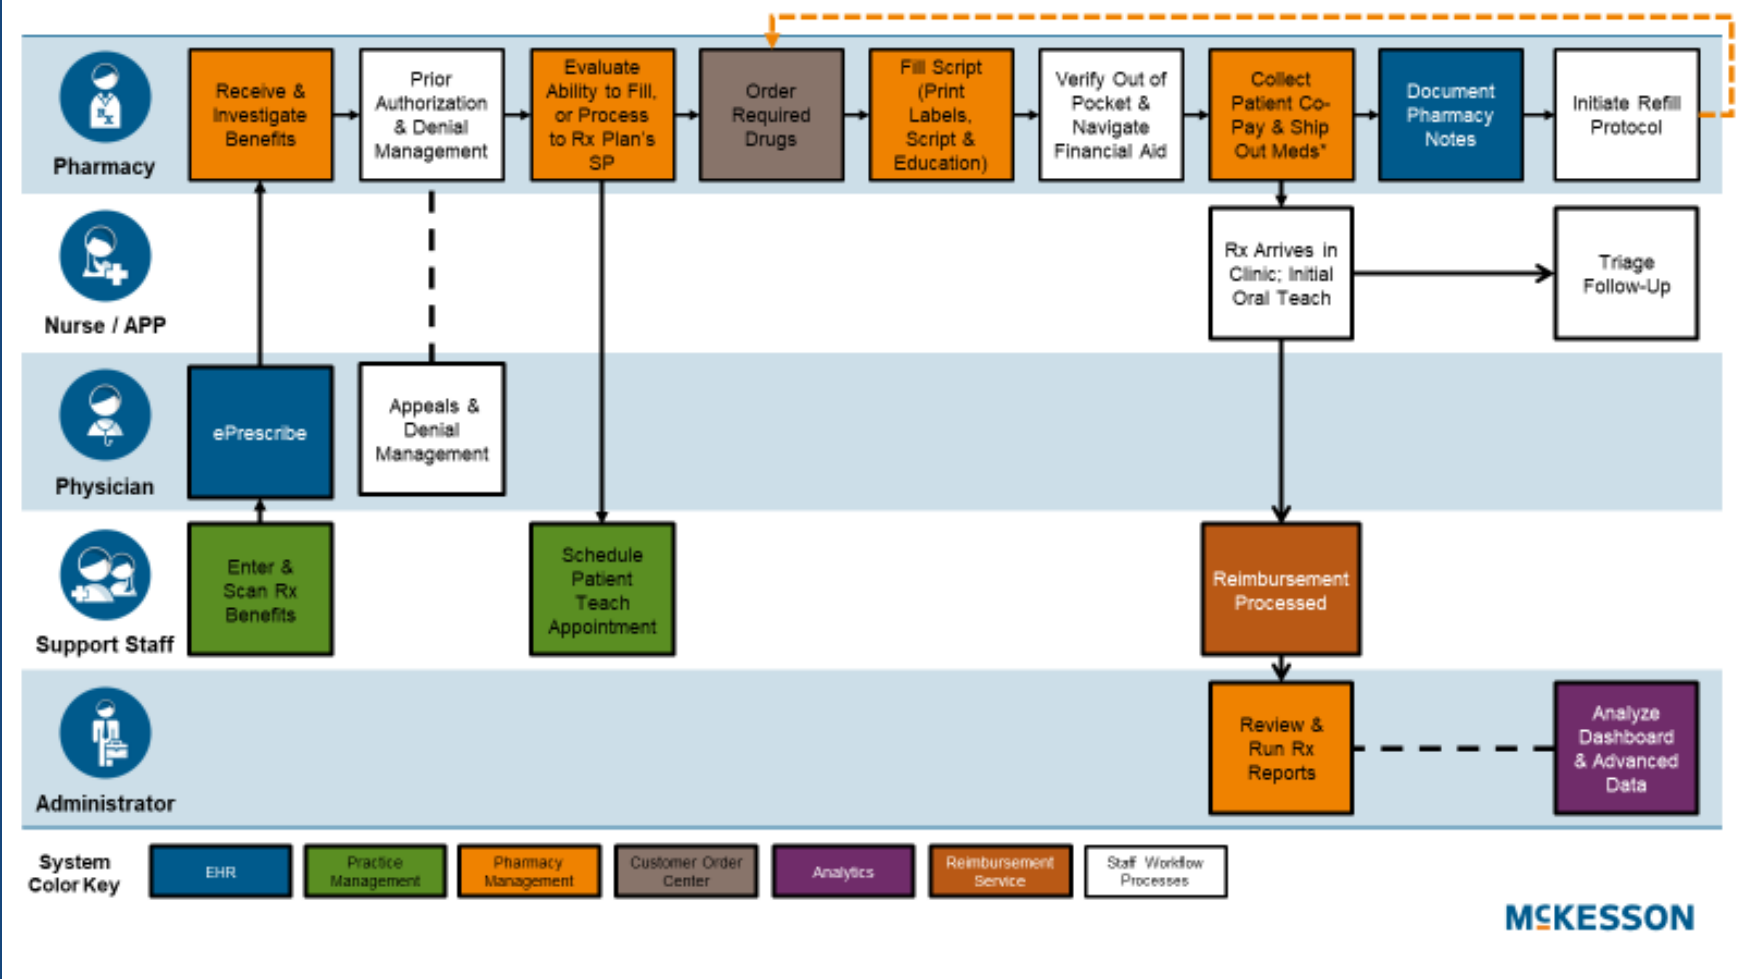 Pharmacy
Receive &
Investigate
Benefits
Prior
Authorization
& Denial
Management
Evaluate
Ability to Fill,
or Process
to Rx Plan's
SP
Order
Required
Drugs
Fill Script
(Print
Labels,
Script &
Education)
Verify Out of
Pocket &
Navigate
Financial Aid
Collect
Patient Co-
Pay & Ship
Out Meds*
Document
Pharmacy
Notes
Initiate Refill
Protocol
Nurse / APP
Rx Arrives in
Clinic; Initial
Oral Teach
Triage
Follow-Up
Physician
ePrescribe
Appeals &
Denial
Management
Support Staff
Enter &
Scan Rx
Benefits
Schedule
Patient
Teach
Appointment
Reimbursement
Processed
Administrator
Review &
Run Rx
Reports
Analyze
Dashboard
& Advanced
Data
System
Color Key
EHR
Practice
Management
Pharmacy
Management
Customer Order
Center
Analytics
Reimbursement
Service
Staff Workflow
Processes
MCKESSON